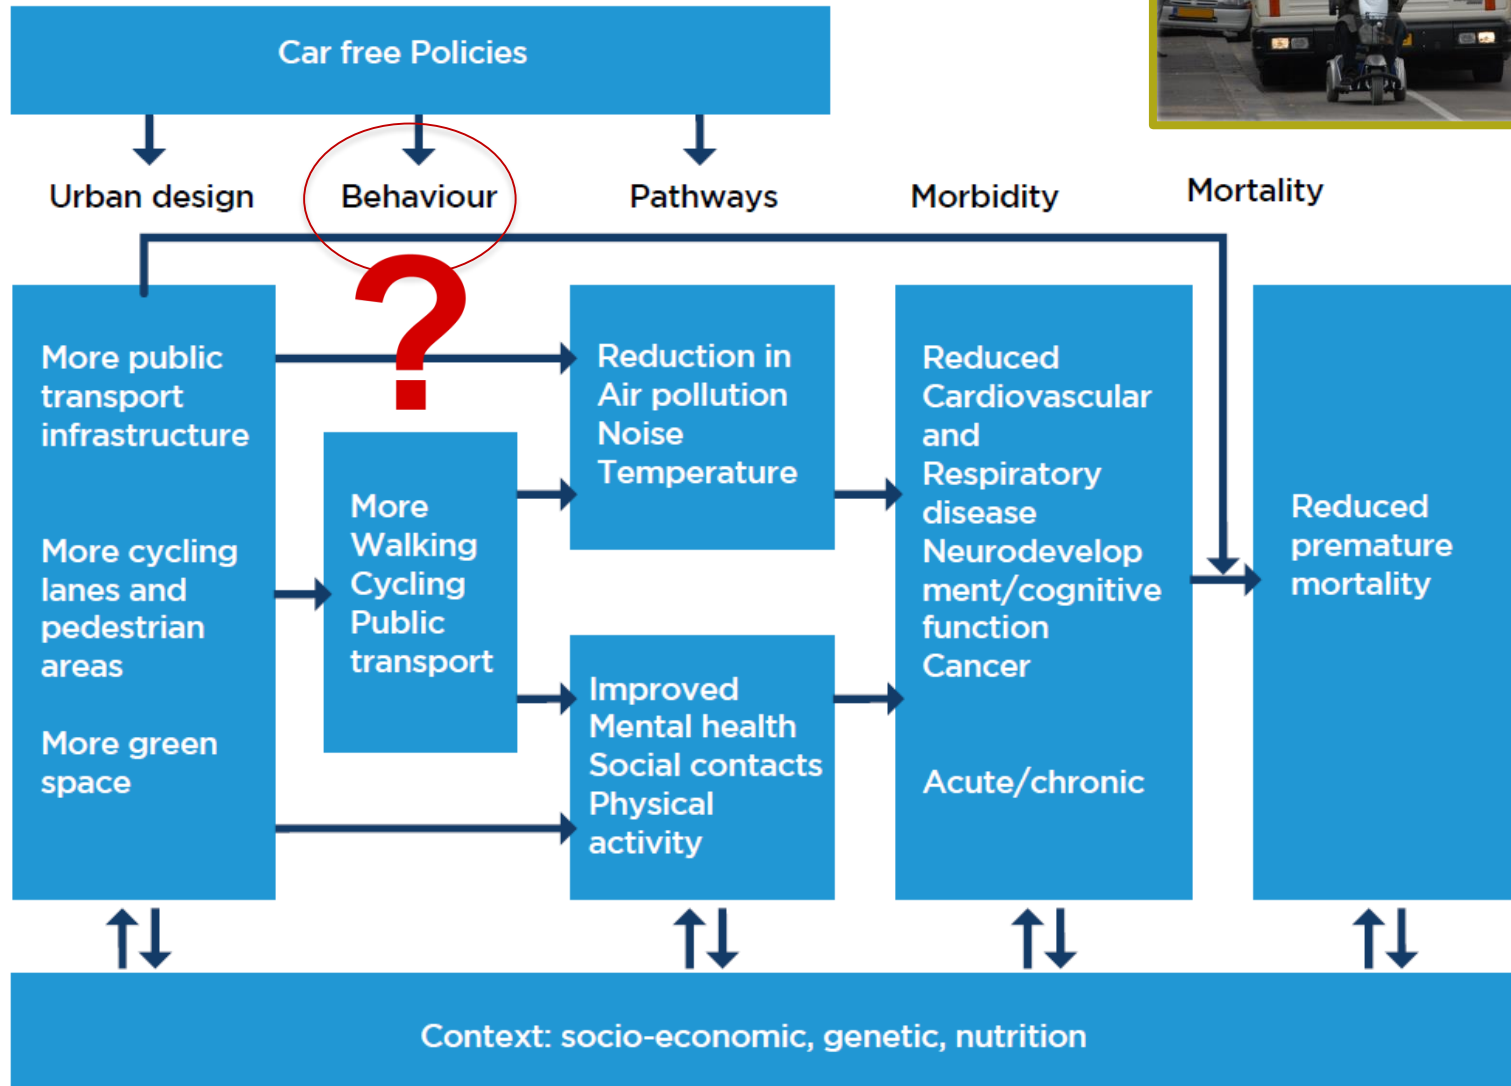 Car free Policies
Urban design
Behaviour
Pathways
Morbidity
Mortality
?
More public
transport
infrastructure
More cycling
lanes and
pedestrian
areas
More green
space
More
Walking
Cycling
Public
transport
Reduction in
Air pollution
Noise
Temperature
Improved
Mental health
Social contacts
Physical
activity
Reduced
Cardiovascular
and
Respiratory
disease
Neurodevelop
ment/cognitive
function
Cancer
Acute/chronic
Reduced
premature
mortality
Context: socio-economic, genetic, nutrition